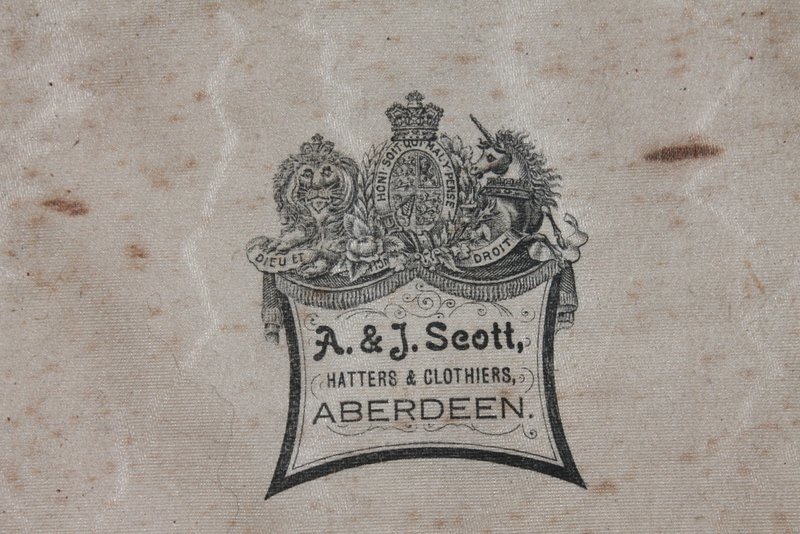 HONI SOIT QUI MAL Y PENSE
DIEU ET MON DROIT
A. & J. Scott,
HATTERS & CLOTHIERS,
ABERDEEN.